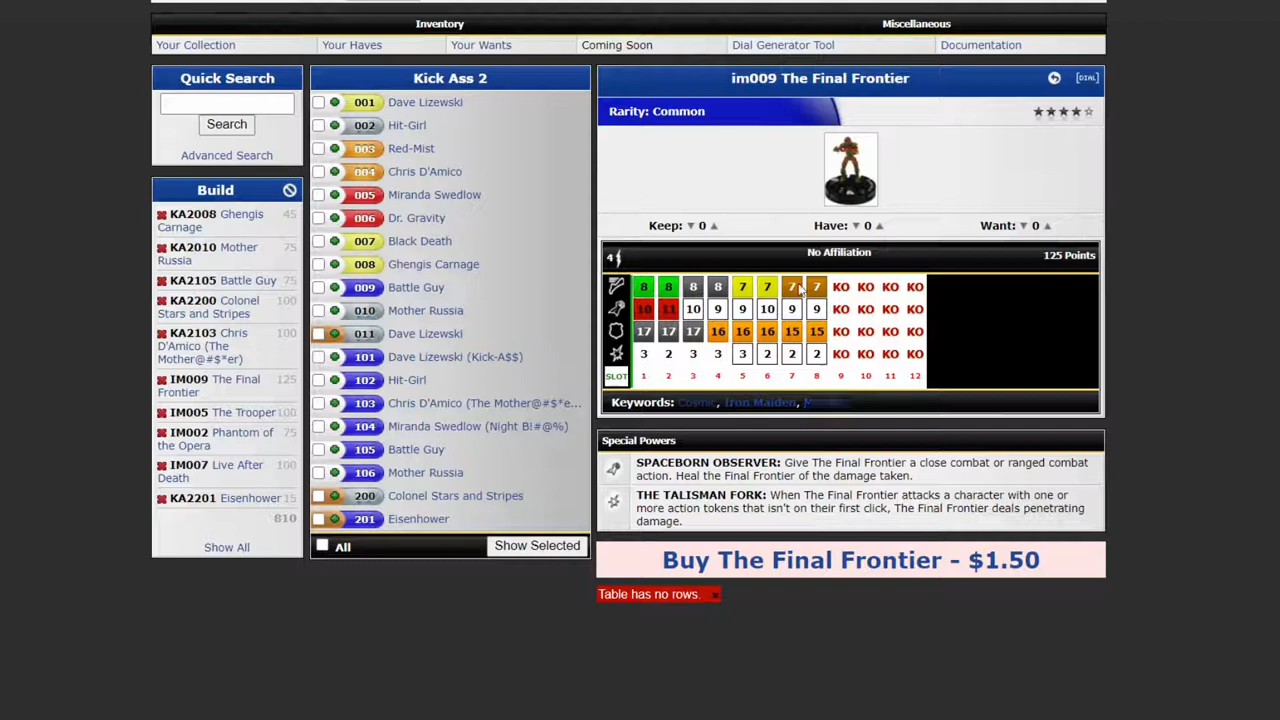 Inventory
Miscellaneous
Your Collection
Your Haves
Your Wants
Coming Soon
Dial Generator Tool
Documentation
Quick Search
Search
Advanced Search
Build
KA2008 Ghengis 45
Carnage
KA2010 Mother 75
Russia
KA2105 Battle Guy 75
KA2200 Colonel 100
Stars and Stripes
KA2103 Chris 100
D'Amico (The
Mother@#$*er)
IM009 The Final 125
Frontier
IM005 The Trooper 100
IM002 Phantom of 75
the Opera
IM007 Live After 100
Death
KA2201 Eisenhower 15
810
Show All
Kick Ass 2
001 Dave Lizewski
002 Hit-Girl
003 Red-Mist
004 Chris D'Amico
005 Miranda Swedlow
006 Dr. Gravity
007 Black Death
008 Ghengis Carnage
009 Battle Guy
010 Mother Russia
011 Dave Lizewski
101 Dave Lizewski (Kick-A$$)
102 Hit-Girl
103 Chris D'Amico (The Mother@#$*e...
104 Miranda Swedlow (Night B!#@%)
105 Battle Guy
106 Mother Russia
200 Colonel Stars and Stripes
201 Eisenhower
All
Show Selected
im009 The Final Frontier
[DIAL]
Rarity: Common
Keep: 0
Have: 0
Want: 0
4
No Affiliation
125 Points
8 8 8 8 7 7 7 7 KO KO KO KO
10 11 10 9 9 10 9 9 KO KO KO KO
17 17 17 16 16 16 15 15 KO KO KO KO
3 2 3 3 3 2 2 2 KO KO KO KO
SLOT 1 2 3 4 5 6 7 8 9 10 11 12
Keywords: Cosmic, Iron Maiden,
Special Powers
SPACEBORN OBSERVER: Give The Final Frontier a close combat or ranged combat
action. Heal the Final Frontier of the damage taken.
THE TALISMAN FORK: When The Final Frontier attacks a character with one or
more action tokens that isn't on their first click, The Final Frontier deals penetrating
damage.
Buy The Final Frontier - $1.50
Table has no rows. x